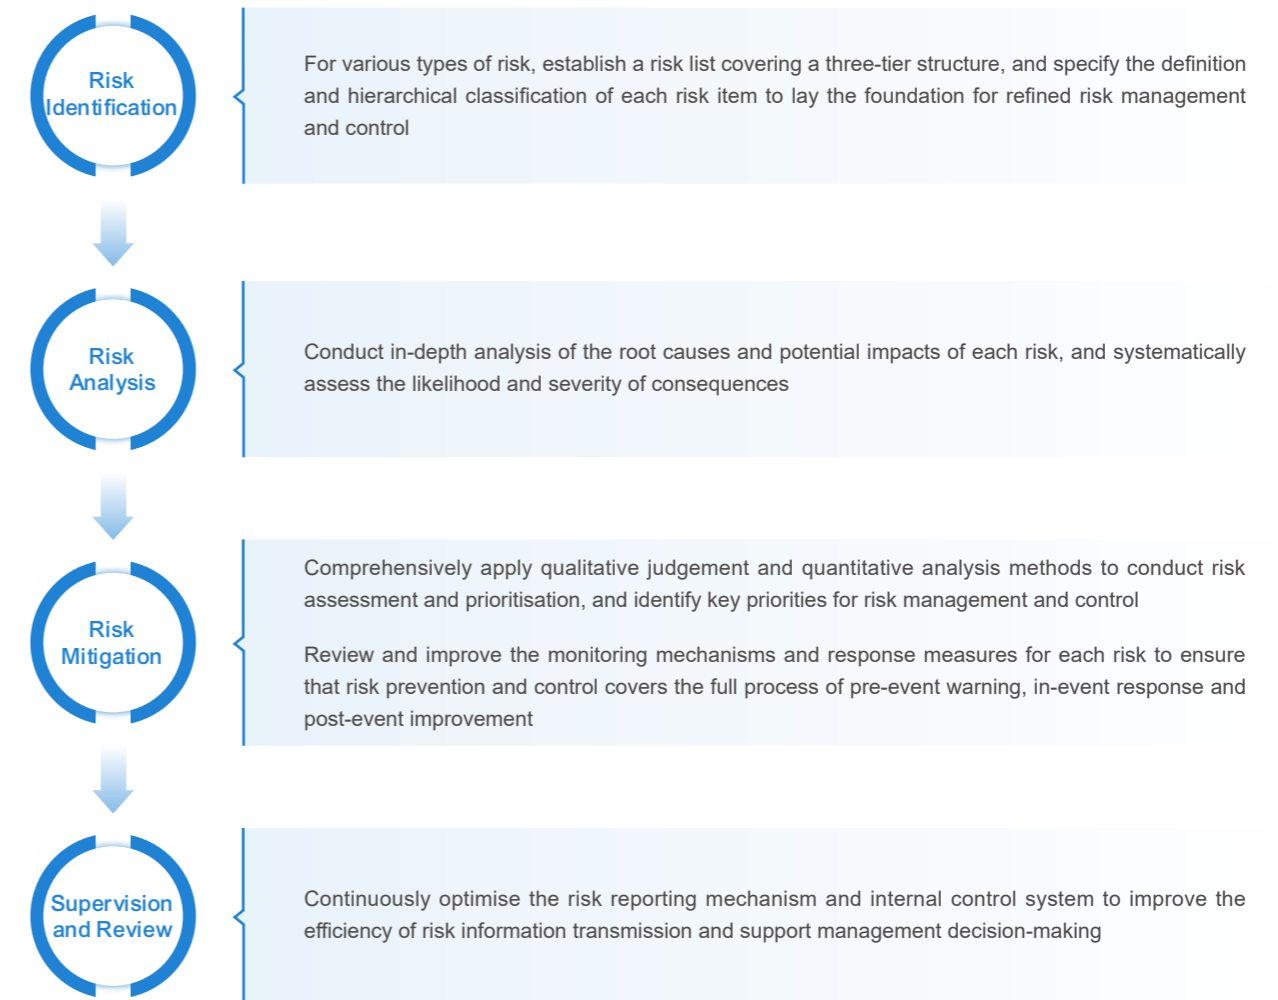 Risk
Identification
For various types of risk, establish a risk list covering a three-tier structure, and specify the definition
and hierarchical classification of each risk item to lay the foundation for refined risk management
and control
Risk
Analysis
Conduct in-depth analysis of the root causes and potential impacts of each risk, and systematically
assess the likelihood and severity of consequences
Risk
Mitigation
Comprehensively apply qualitative judgement and quantitative analysis methods to conduct risk
assessment and prioritisation, and identify key priorities for risk management and control
Review and improve the monitoring mechanisms and response measures for each risk to ensure
that risk prevention and control covers the full process of pre-event warning, in-event response and
post-event improvement
Supervision
and Review
Continuously optimise the risk reporting mechanism and internal control system to improve the
efficiency of risk information transmission and support management decision-making